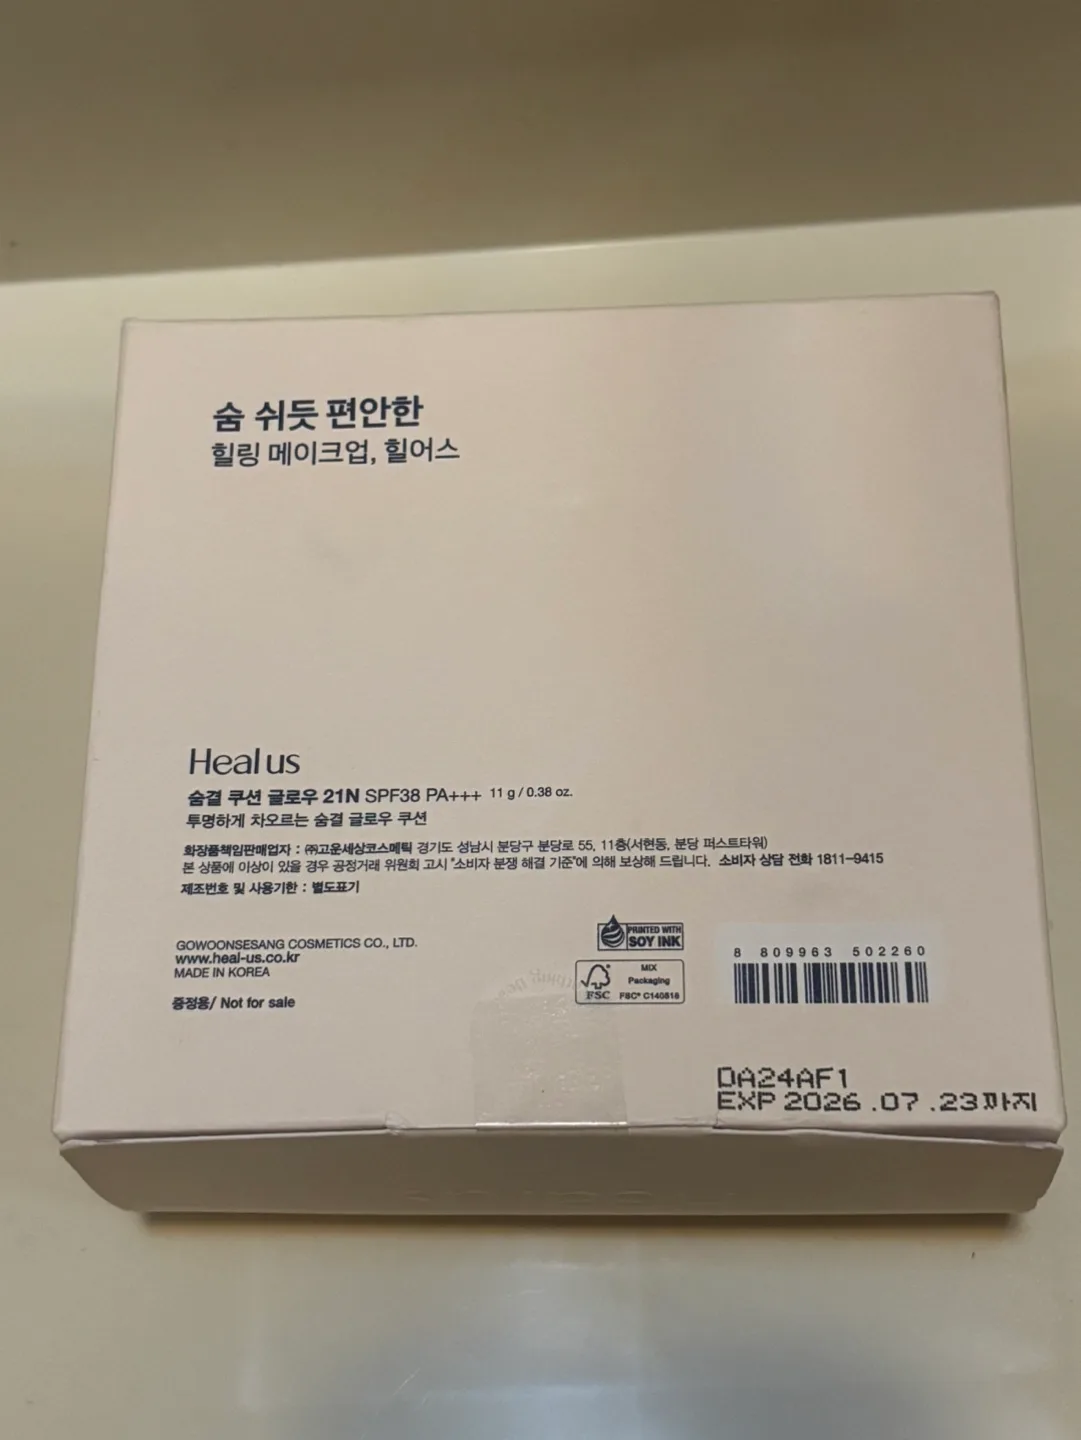 숨 쉬듯 편안한
힐링 메이크업, 힐어스
Heal us
숨결 쿠션 글로우 21N SPF38 PA+++ 11 g / 0.38 oz.
투명하게 차오르는 숨결 글로우 쿠션
화장품책임판매업자 : ㈜고운세상코스메틱 경기도 성남시 분당구 분당로 55, 11층(서현동, 분당 퍼스트타워)
본 상품에 이상이 있을 경우 공정거래 위원회 고시 "소비자 분쟁 해결 기준"에 의해 보상해 드립니다. 소비자 상담 전화 1811-9415
제조번호 및 사용기한 : 별도표기
GOWOONSESANG COSMETICS CO., LTD.
www.heal-us.co.kr
MADE IN KOREA
증정용/ Not for sale
PRINTED WITH
SOY INK
MIX
Packaging
FSC FSC® C140818
8 809963 502260
DA24AF1
EXP 2026.07.23까지